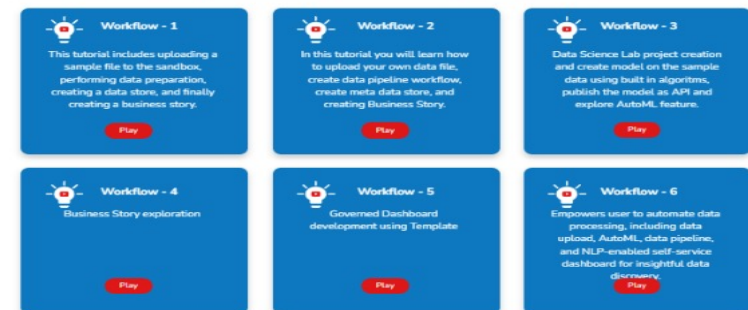 Workflow - 1
This tutorial includes uploading a
sample file to the sandbox,
performing data preparation,
creating a data store, and finally
creating a business story.
Play
Workflow - 2
In this tutorial you will learn how
to upload your own data file,
create data pipeline workflow,
create meta data store, and
creating Business Story.
Play
Workflow - 3
Data Science Lab project creation
and create model on the sample
data using built in algoritms,
publish the model as API and
explore AutoML feature.
Play
Workflow - 4
Business Story exploration
Play
Workflow - 5
Governed Dashboard
development using Template
Play
Workflow - 6
Empowers user to automate data
processing, including data
upload, AutoML, data pipeline,
and NLP-enabled self-service
dashboard for insightful data
discovery.
Play